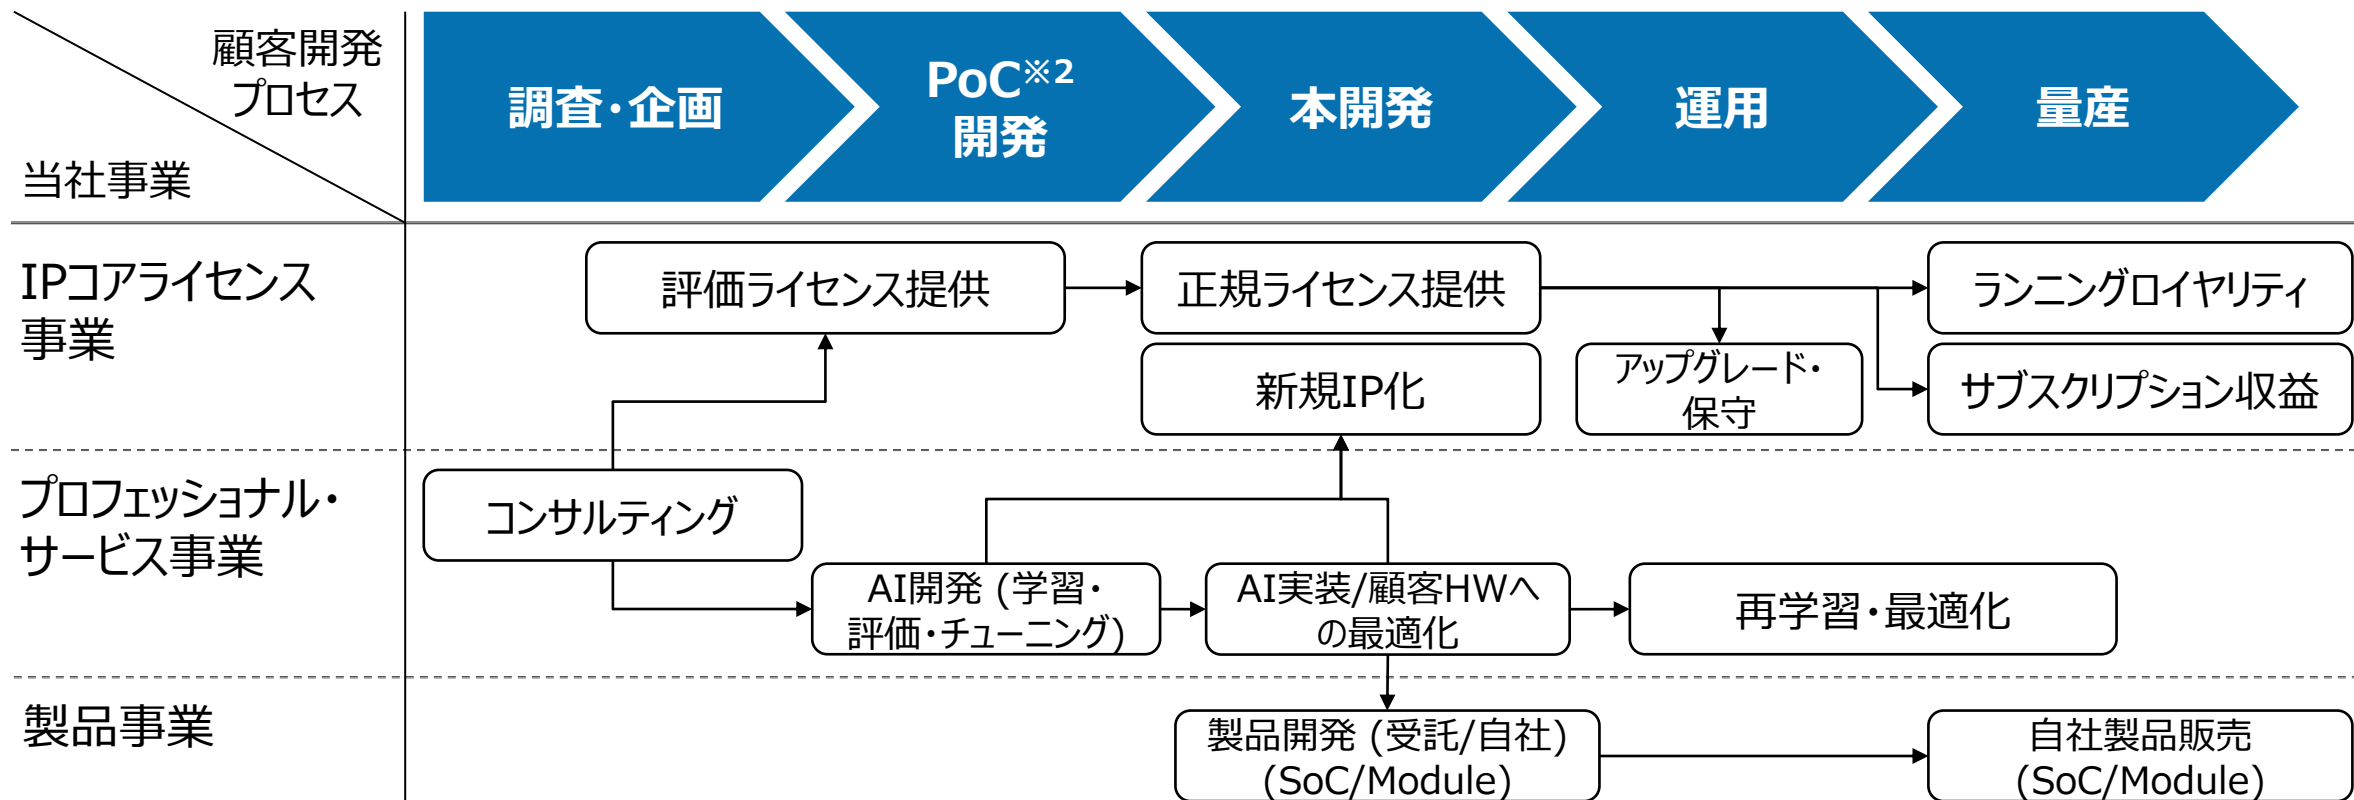 顧客開発
プロセス
当社事業
調査・企画
PoC※2
開発
本開発
運用
量産
IPコアライセンス
事業
評価ライセンス提供
正規ライセンス提供
ランニングロイヤリティ
新規IP化
アップグレード・
保守
サブスクリプション収益
プロフェッショナル・
サービス事業
コンサルティング
AI開発 (学習・
評価・チューニング)
AI実装/顧客HWへ
の最適化
再学習・最適化
製品事業
製品開発 (受託/自社)
(SoC/Module)
自社製品販売
(SoC/Module)